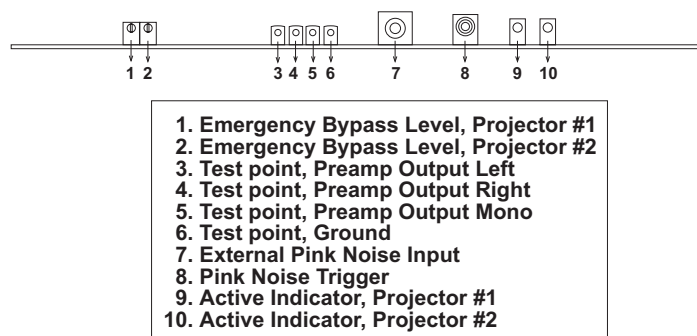 1 2 3 4 5 6 7 8 9 10
1. Emergency Bypass Level, Projector #1
2. Emergency Bypass Level, Projector #2
3. Test point, Preamp Output Left
4. Test point, Preamp Output Right
5. Test point, Preamp Output Mono
6. Test point, Ground
7. External Pink Noise Input
8. Pink Noise Trigger
9. Active Indicator, Projector #1
10. Active Indicator, Projector #2